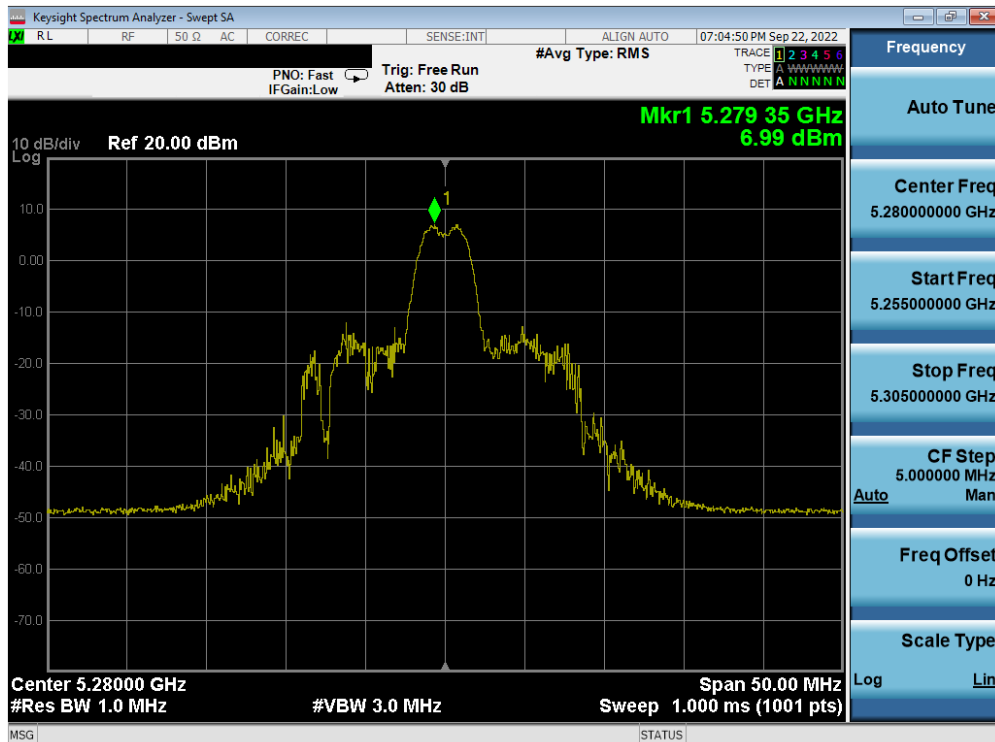 Keysight Spectrum Analyzer - Swept SA
LXI RL RF 50 Ω AC CORREC SENSE:INT ALIGN AUTO 07:04:50 PM Sep 22, 2022
#Avg Type: RMS
TRACE 1 2 3 4 5 6
TYPE A WWWWW
DET A N N N N N
PNO: Fast
IFGain:Low
Trig: Free Run
Atten: 30 dB
Mkr1 5.279 35 GHz
6.99 dBm
10 dB/div
Log
Ref 20.00 dBm
1
10.0
0.00
-10.0
-20.0
-30.0
-40.0
-50.0
-60.0
-70.0
Center 5.28000 GHz
Span 50.00 MHz
#Res BW 1.0 MHz
#VBW 3.0 MHz
Sweep 1.000 ms (1001 pts)
MSG
STATUS
Frequency
Auto Tune
Center Freq
5.280000000 GHz
Start Freq
5.255000000 GHz
Stop Freq
5.305000000 GHz
CF Step
5.000000 MHz
Auto Man
Freq Offset
0 Hz
Scale Type
Log Lin